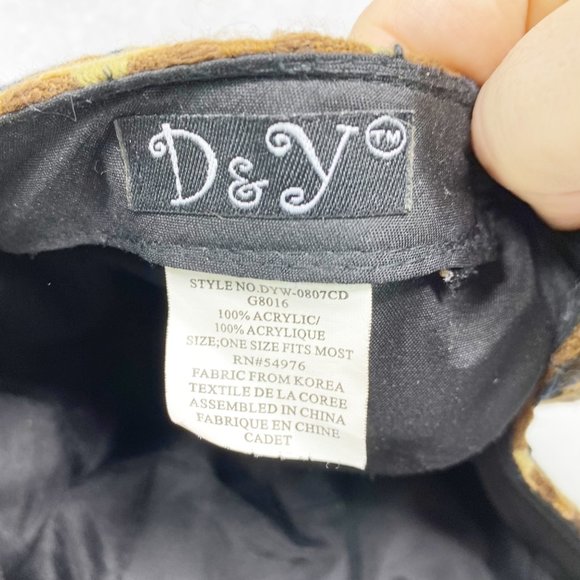 D&Y™
STYLE NO.DYW-0807CD
G8016
100% ACRYLIC/
100% ACRYLIQUE
SIZE;ONE SIZE FITS MOST
RN#54976
FABRIC FROM KOREA
TEXTILE DE LA COREE
ASSEMBLED IN CHINA
FABRIQUE EN CHINE
CADET